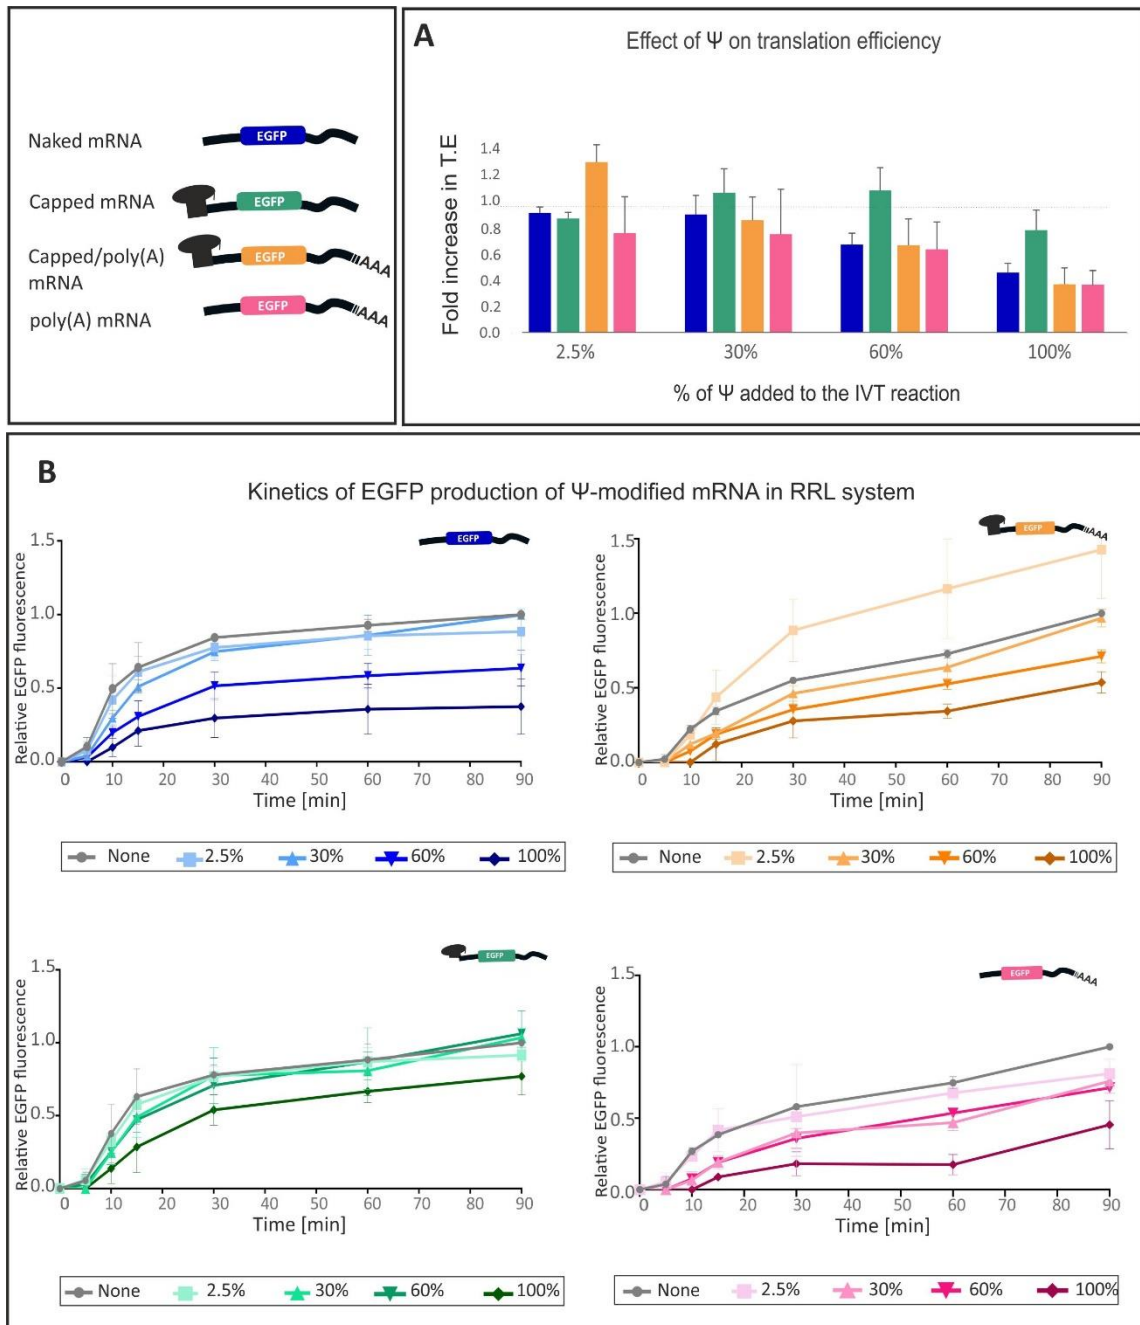 Naked mRNA
EGFP
Capped mRNA
EGFP
Capped/poly(A)
mRNA
EGFP
AAA
poly(A) mRNA
EGFP
AAA
A
Effect of Ψ on translation efficiency
Fold increase in T.E
1.4
1.2
1.0
0.8
0.6
0.4
0.2
0.0
2.5%
30%
60%
100%
% of Ψ added to the IVT reaction
B
Kinetics of EGFP production of Ψ-modified mRNA in RRL system
EGFP
Relative EGFP fluorescence
1.5
1.0
0.5
0.0
0 10 20 30 40 50 60 70 80 90
Time [min]
None 2.5% 30% 60% 100%
EGFP
AAA
Relative EGFP fluorescence
1.5
1.0
0.5
0.0
0 10 20 30 40 50 60 70 80 90
Time [min]
None 2.5% 30% 60% 100%
EGFP
Relative EGFP fluorescence
1.5
1.0
0.5
0.0
0 10 20 30 40 50 60 70 80 90
Time [min]
None 2.5% 30% 60% 100%
EGFP
AAA
Relative EGFP fluorescence
1.5
1.0
0.5
0.0
0 10 20 30 40 50 60 70 80 90
Time [min]
None 2.5% 30% 60% 100%